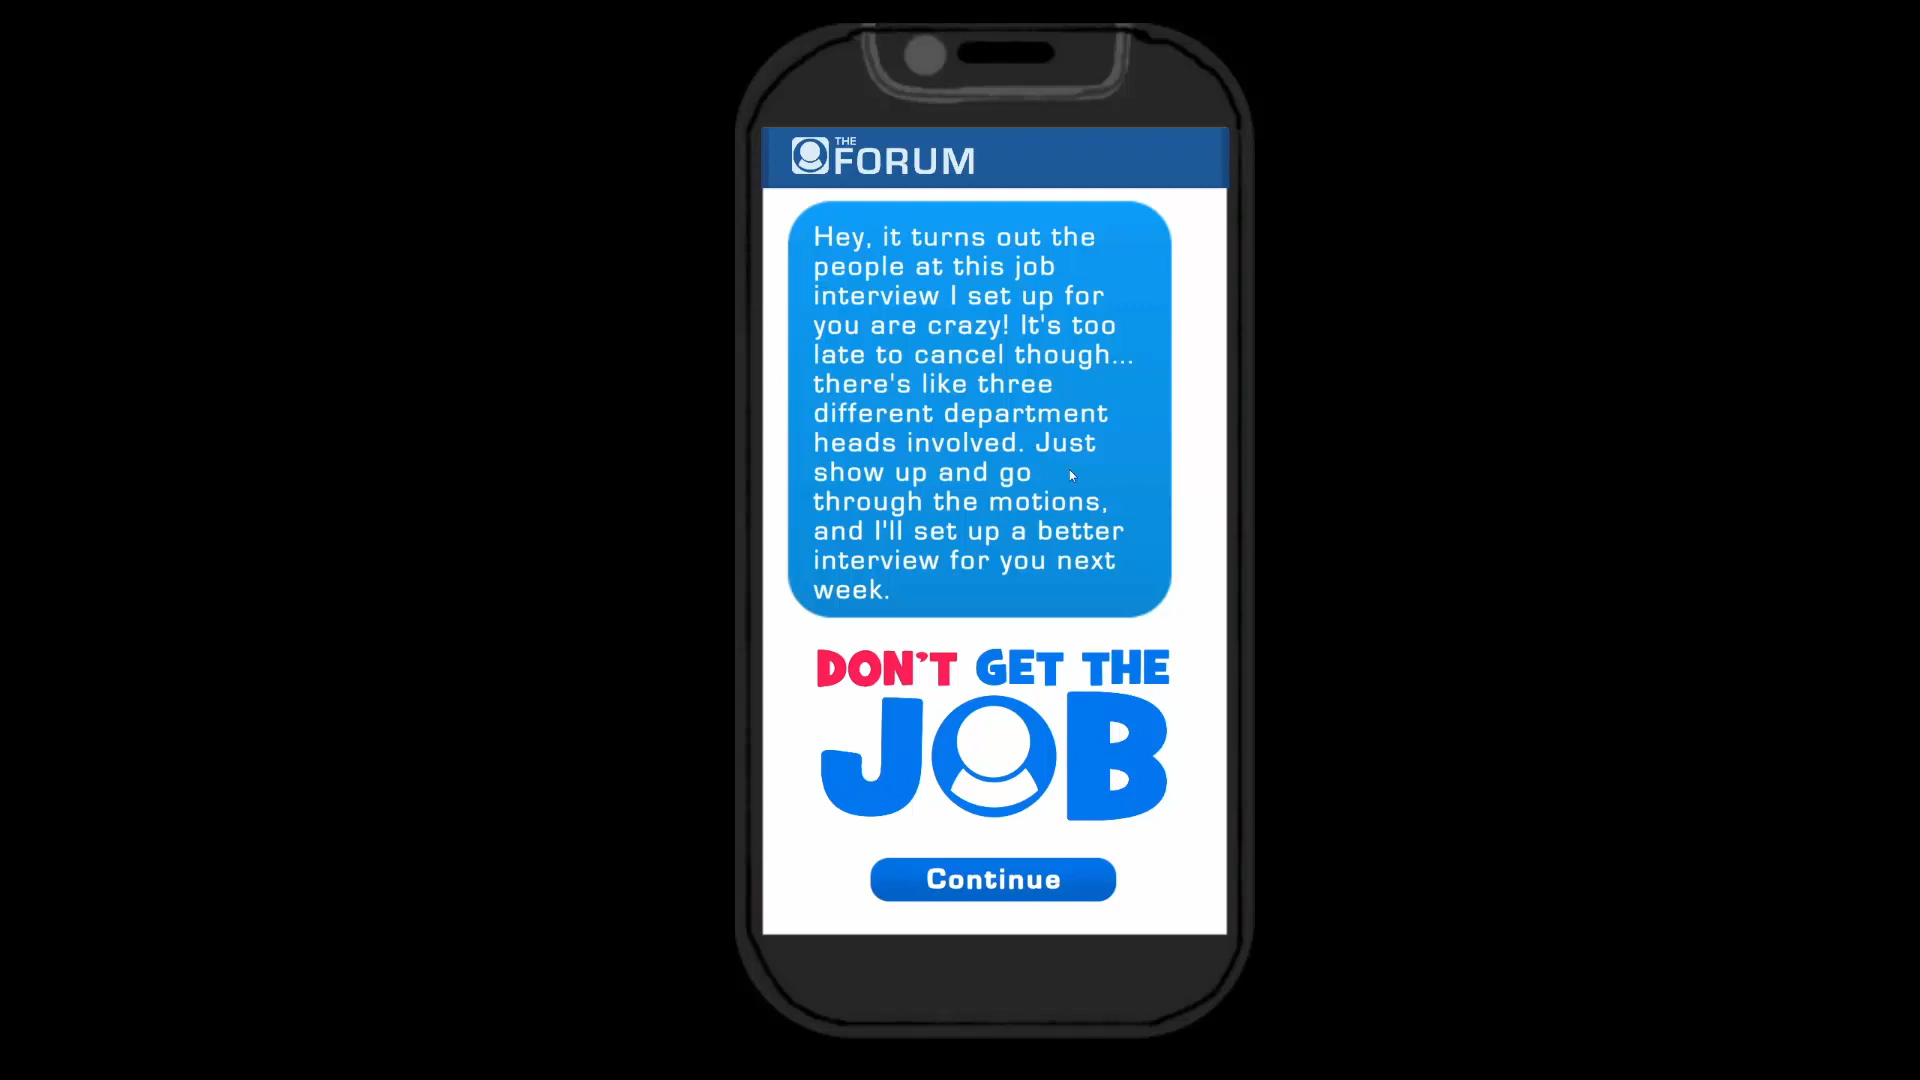 THE
FORUM
Hey, it turns out the
people at this job
interview I set up for
you are crazy! It's too
late to cancel though...
there's like three
different department
heads involved. Just
show up and go
through the motions,
and I'll set up a better
interview for you next
week.
DON'T GET THE
JOB
Continue